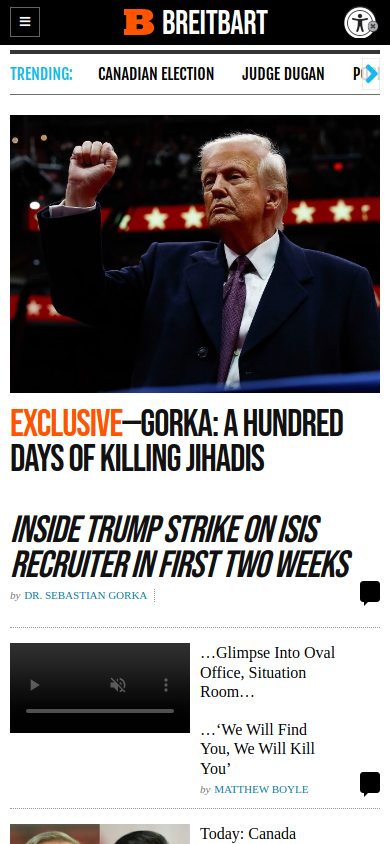 B BREITBART
TRENDING:
CANADIAN ELECTION
JUDGE DUGAN
EXCLUSIVE—GORKA: A HUNDRED
DAYS OF KILLING JIHADIS
INSIDE TRUMP STRIKE ON ISIS
RECRUITER IN FIRST TWO WEEKS
by DR. SEBASTIAN GORKA
…Glimpse Into Oval
Office, Situation
Room…
…‘We Will Find
You, We Will Kill
You’
by MATTHEW BOYLE
Today: Canada